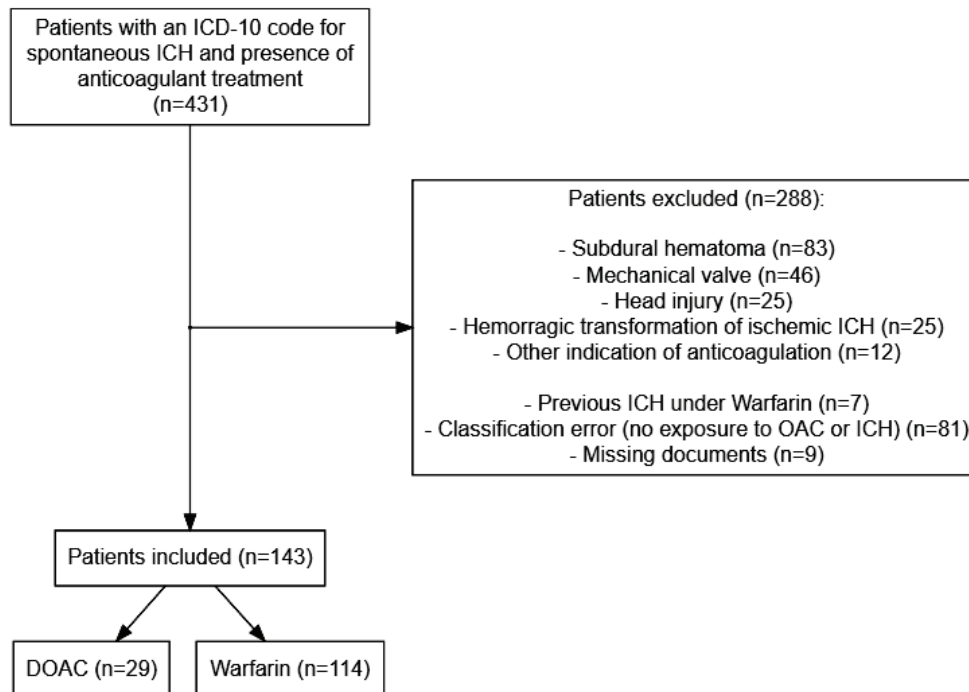 Patients with an ICD-10 code for
spontaneous ICH and presence of
anticoagulant treatment
(n=431)
Patients excluded (n=288):
- Subdural hematoma (n=83)
- Mechanical valve (n=46)
- Head injury (n=25)
- Hemorragic transformation of ischemic ICH (n=25)
- Other indication of anticoagulation (n=12)
- Previous ICH under Warfarin (n=7)
- Classification error (no exposure to OAC or ICH) (n=81)
- Missing documents (n=9)
Patients included (n=143)
DOAC (n=29)
Warfarin (n=114)